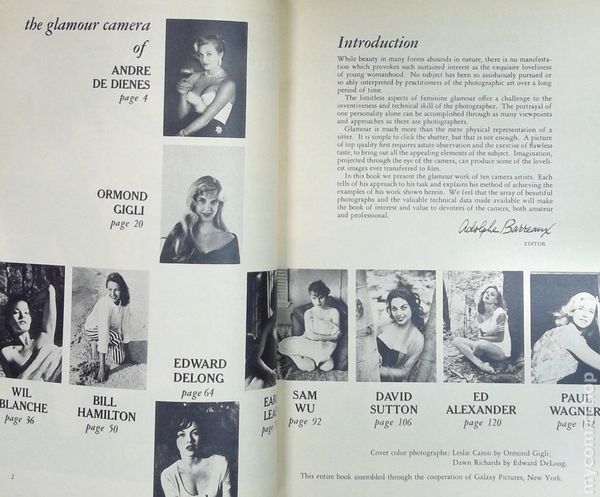 the glamour camera
of
ANDRE
DE DIENES
page 4
ORMOND
GIGLI
page 20
WIL
BLANCHE
page 36
BILL
HAMILTON
page 50
EDWARD
DELONG
page 64
2
Introduction
While beauty in many forms abounds in nature, there is no manifesta-
tion which provokes such sustained interest as the exquisite loveliness
of young womanhood. No subject has been so assiduously pursued or
so ably interpreted by practitioners of the photographic art over a long
period of time.
The limitless aspects of feminine glamour offer a challenge to the
inventiveness and technical skill of the photographer. The portrayal of
one personality alone can be accomplished through as many viewpoints
and approaches as there are photographers.
Glamour is much more than the mere physical representation of a
sitter. It is simple to click the shutter, but that is not enough. A picture
of top quality first requires astute observation and the exercise of flawless
taste, to bring out all the appealing elements of the subject. Imagination,
projected through the eye of the camera, can produce some of the loveli-
est images ever transferred to film.
In this book we present the glamour work of ten camera artists. Each
tells of his approach to his task and explains his method of achieving the
examples of his work shown herein. We feel that the array of beautiful
photographs and the valuable technical data made available will make
the book of interest and value to devotees of the camera, both amateur
and professional.
Adolphe Barreaux
EDITOR
SAM
WU
page 92
DAVID
SUTTON
page 106
ED
ALEXANDER
page 120
PAUL
WAGNER
page
Cover color photographs: Leslie Caron by Ormond Gigli;
Dawn Richards by Edward DeLong.
This entire book assembled through the cooperation of Galaxy Pictures, New York.